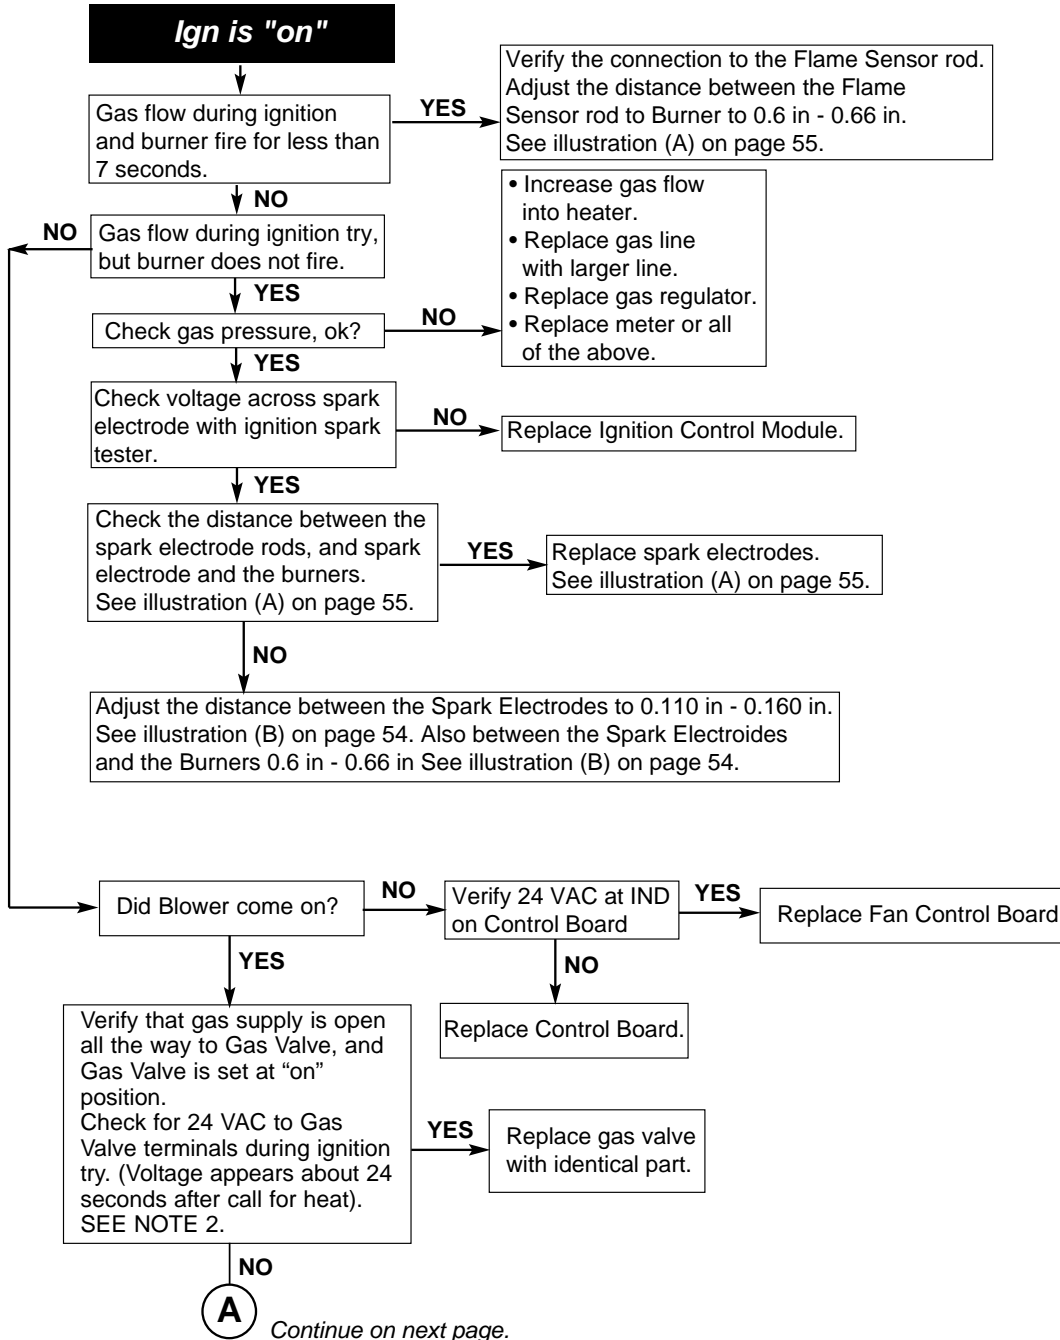 Ign is "on"
Gas flow during ignition
and burner fire for less than
7 seconds.
YES
Verify the connection to the Flame Sensor rod.
Adjust the distance between the Flame
Sensor rod to Burner to 0.6 in - 0.66 in.
See illustration (A) on page 55.
NO
NO
Gas flow during ignition try,
but burner does not fire.
• Increase gas flow
into heater.
• Replace gas line
with larger line.
• Replace gas regulator.
• Replace meter or all
of the above.
YES
Check gas pressure, ok?
NO
YES
Check voltage across spark
electrode with ignition spark
tester.
NO
Replace Ignition Control Module.
YES
Check the distance between the
spark electrode rods, and spark
electrode and the burners.
See illustration (A) on page 55.
YES
Replace spark electrodes.
See illustration (A) on page 55.
NO
Adjust the distance between the Spark Electrodes to 0.110 in - 0.160 in.
See illustration (B) on page 54. Also between the Spark Electroides
and the Burners 0.6 in - 0.66 in See illustration (B) on page 54.
Did Blower come on?
NO
Verify 24 VAC at IND
on Control Board
YES
Replace Fan Control Board
YES
NO
Replace Control Board.
Verify that gas supply is open
all the way to Gas Valve, and
Gas Valve is set at “on”
position.
Check for 24 VAC to Gas
Valve terminals during ignition
try. (Voltage appears about 24
seconds after call for heat).
SEE NOTE 2.
YES
Replace gas valve
with identical part.
NO
A
Continue on next page.